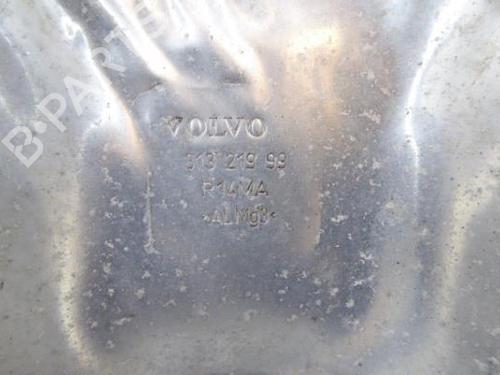 B-PARTS
VOLVO
313 219 99
P14MA
>ALMg3<